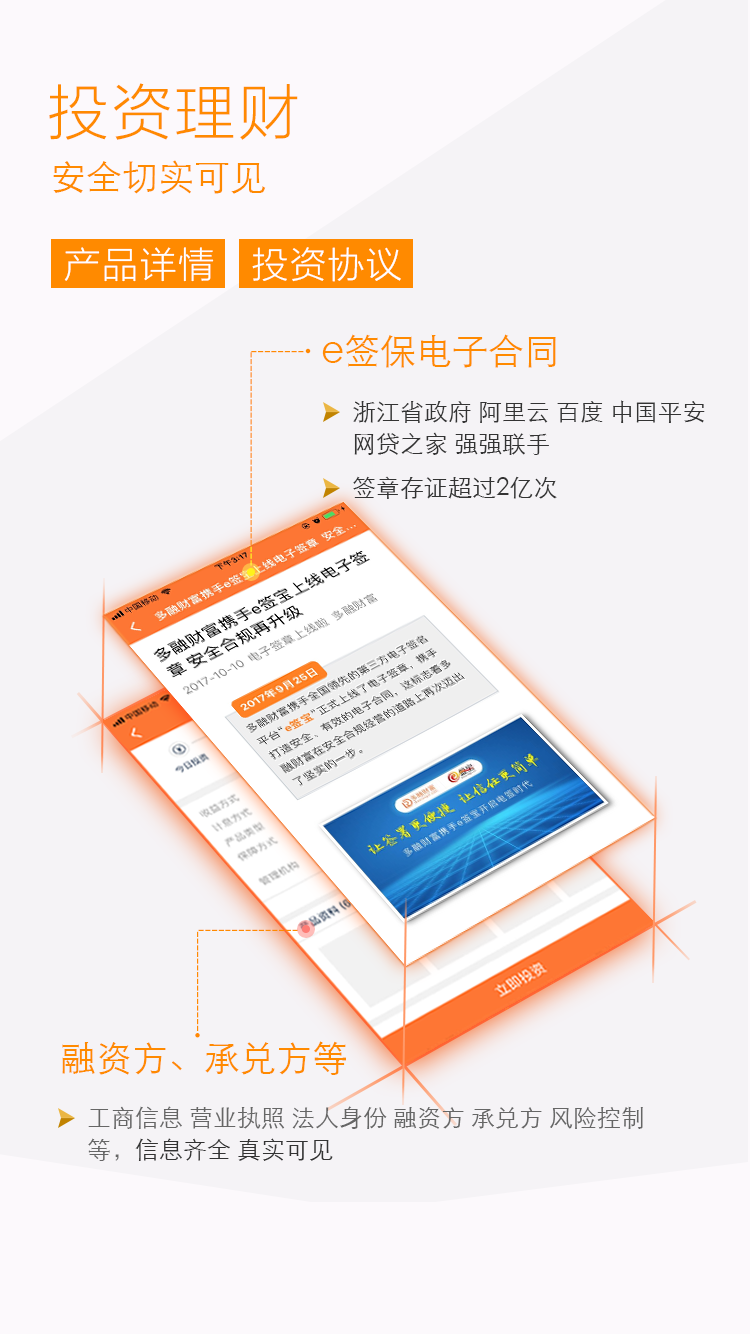 投资理财
安全切实可见
产品详情 投资协议
e签保电子合同
浙江省政府 阿里云 百度 中国平安
网贷之家 强强联手
签章存证超过2亿次
中国移动 下午3:17
多融财富携手e签宝上线电子签章 安全...
多融财富携手e签宝上线电子签
章 安全合规再升级
2017-10-10 电子签章上线啦 多融财富
2017年9月25日
多融财富携手全国领先的第三方电子签名
平台“e签宝”正式上线了电子签章，携手
打造安全、有效的电子合同，这标志着多
融财富在安全合规经营的道路上再次迈出
了坚实的一步。
多融财富 e签宝
让签署更便捷 让信任更简单
多融财富携手e签宝开启电签时代
中国移动
今日投资
收益方式
计息方式
产品类型
保障方式
管理机构
产品资料
立即投资
融资方、承兑方等
工商信息 营业执照 法人身份 融资方 承兑方 风险控制
等，信息齐全 真实可见